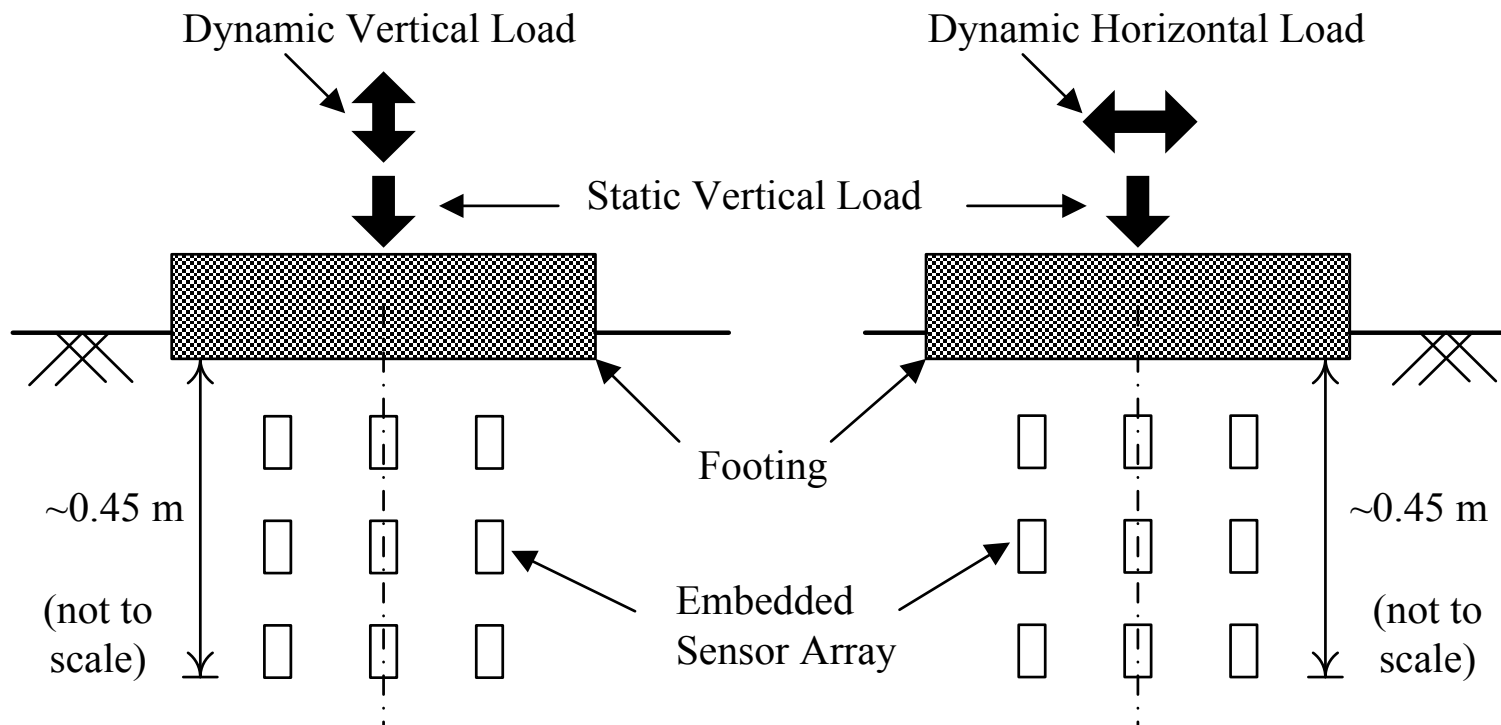 Dynamic Vertical Load
Dynamic Horizontal Load
Static Vertical Load
Footing
~0.45 m
~0.45 m
(not to
scale)
Embedded
Sensor Array
(not to
scale)